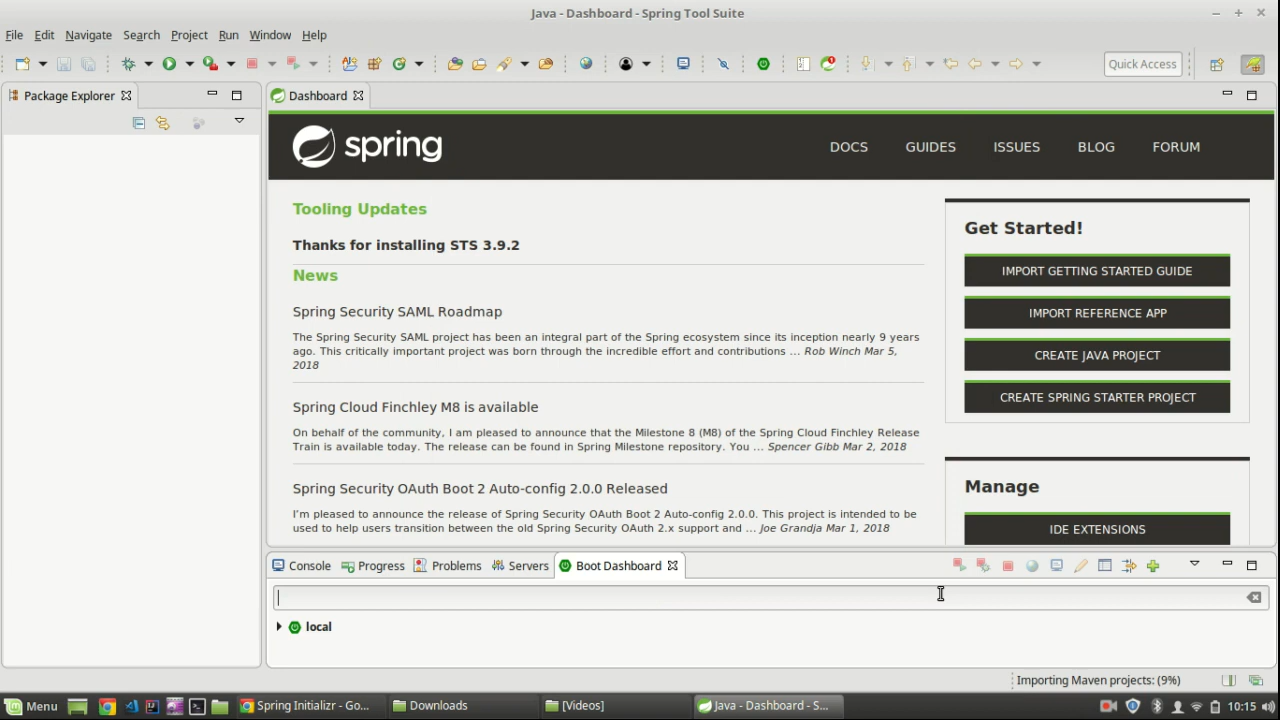 Java - Dashboard - Spring Tool Suite
File Edit Navigate Search Project Run Window Help
Quick Access
Package Explorer
Dashboard
spring
DOCS GUIDES ISSUES BLOG FORUM
Tooling Updates
Thanks for installing STS 3.9.2
News
Spring Security SAML Roadmap
The Spring Security SAML project has been an integral part of the Spring ecosystem since its inception nearly 9 years
ago. This critically important project was born through the incredible effort and contributions ... Rob Winch Mar 5,
2018
Spring Cloud Finchley M8 is available
On behalf of the community, I am pleased to announce that the Milestone 8 (M8) of the Spring Cloud Finchley Release
Train is available today. The release can be found in Spring Milestone repository. You ... Spencer Gibb Mar 2, 2018
Spring Security OAuth Boot 2 Auto-config 2.0.0 Released
I'm pleased to announce the release of Spring Security OAuth Boot 2 Auto-config 2.0.0. This project is intended to be
used to help users transition between the old Spring Security OAuth 2.x support and ... Joe Grandja Mar 1, 2018
Get Started!
IMPORT GETTING STARTED GUIDE
IMPORT REFERENCE APP
CREATE JAVA PROJECT
CREATE SPRING STARTER PROJECT
Manage
IDE EXTENSIONS
Console Progress Problems Servers Boot Dashboard
local
Importing Maven projects: (9%)
Menu Spring Initializr - Go... Downloads [Videos] Java - Dashboard - S... 10:15